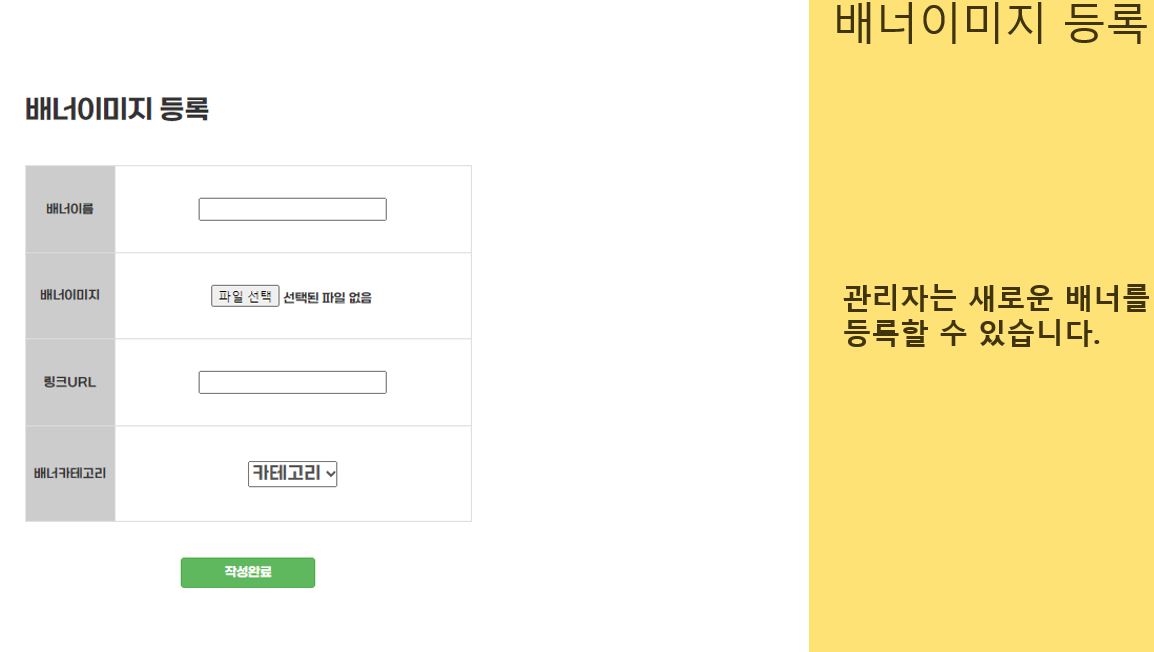 배너이미지 등록
배너이름
배너이미지
파일 선택 선택된 파일 없음
링크URL
배너카테고리
카테고리
작성완료
배너이미지 등록
관리자는 새로운 배너를
등록할 수 있습니다.